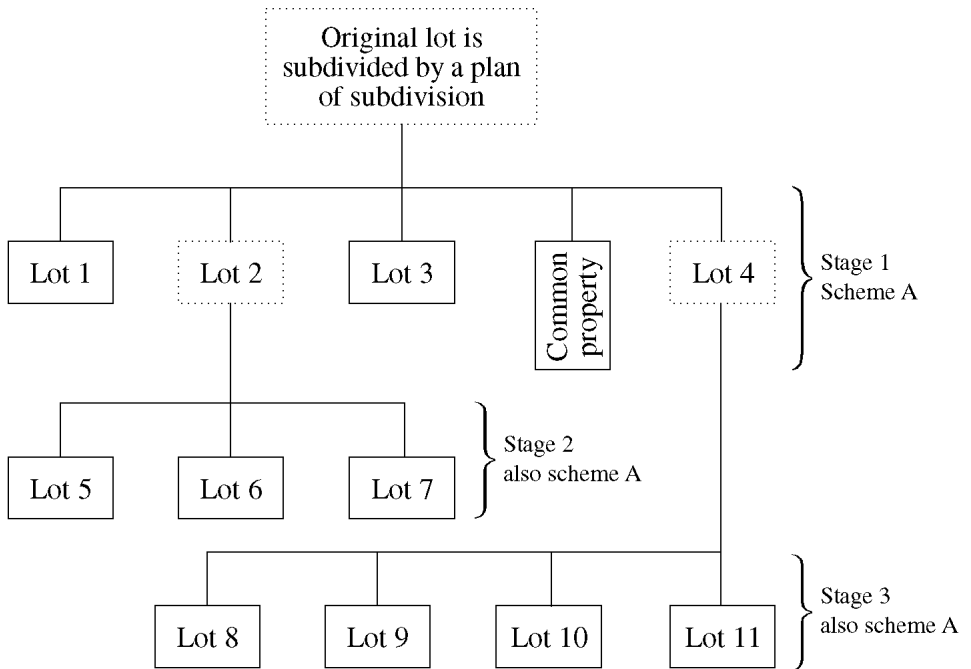 Original lot is
subdivided by a plan
of subdivision
Lot 1
Lot 2
Lot 3
Common
property
Lot 4
Stage 1
Scheme A
Lot 5
Lot 6
Lot 7
Stage 2
also scheme A
Lot 8
Lot 9
Lot 10
Lot 11
Stage 3
also scheme A